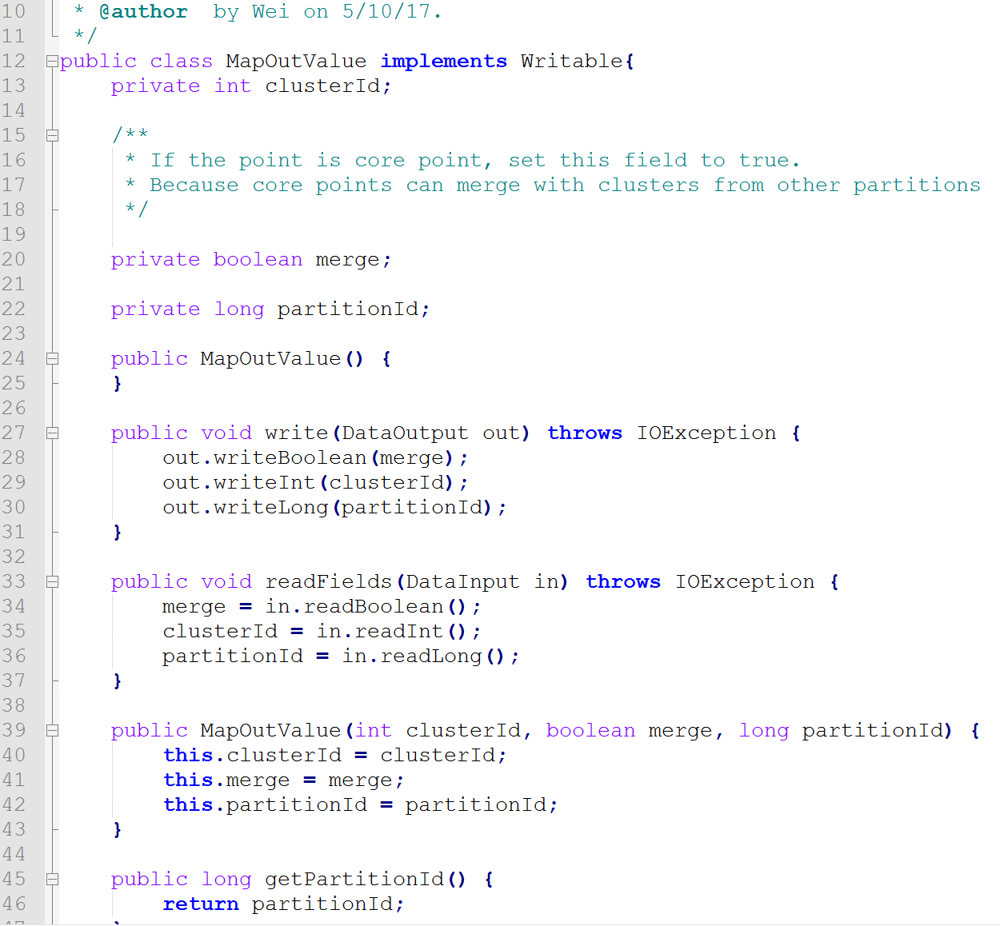 10 * @author  by Wei on 5/10/17.
11 */
12 public class MapOutValue implements Writable{
13 private int clusterId;
14
15 /**
16 * If the point is core point, set this field to true.
17 * Because core points can merge with clusters from other partitions
18 */
19
20 private boolean merge;
21
22 private long partitionId;
23
24 public MapOutValue() {
25 }
26
27 public void write(DataOutput out) throws IOException {
28 out.writeBoolean(merge);
29 out.writeInt(clusterId);
30 out.writeLong(partitionId);
31 }
32
33 public void readFields(DataInput in) throws IOException {
34 merge = in.readBoolean();
35 clusterId = in.readInt();
36 partitionId = in.readLong();
37 }
38
39 public MapOutValue(int clusterId, boolean merge, long partitionId) {
40 this.clusterId = clusterId;
41 this.merge = merge;
42 this.partitionId = partitionId;
43 }
44
45 public long getPartitionId() {
46 return partitionId;